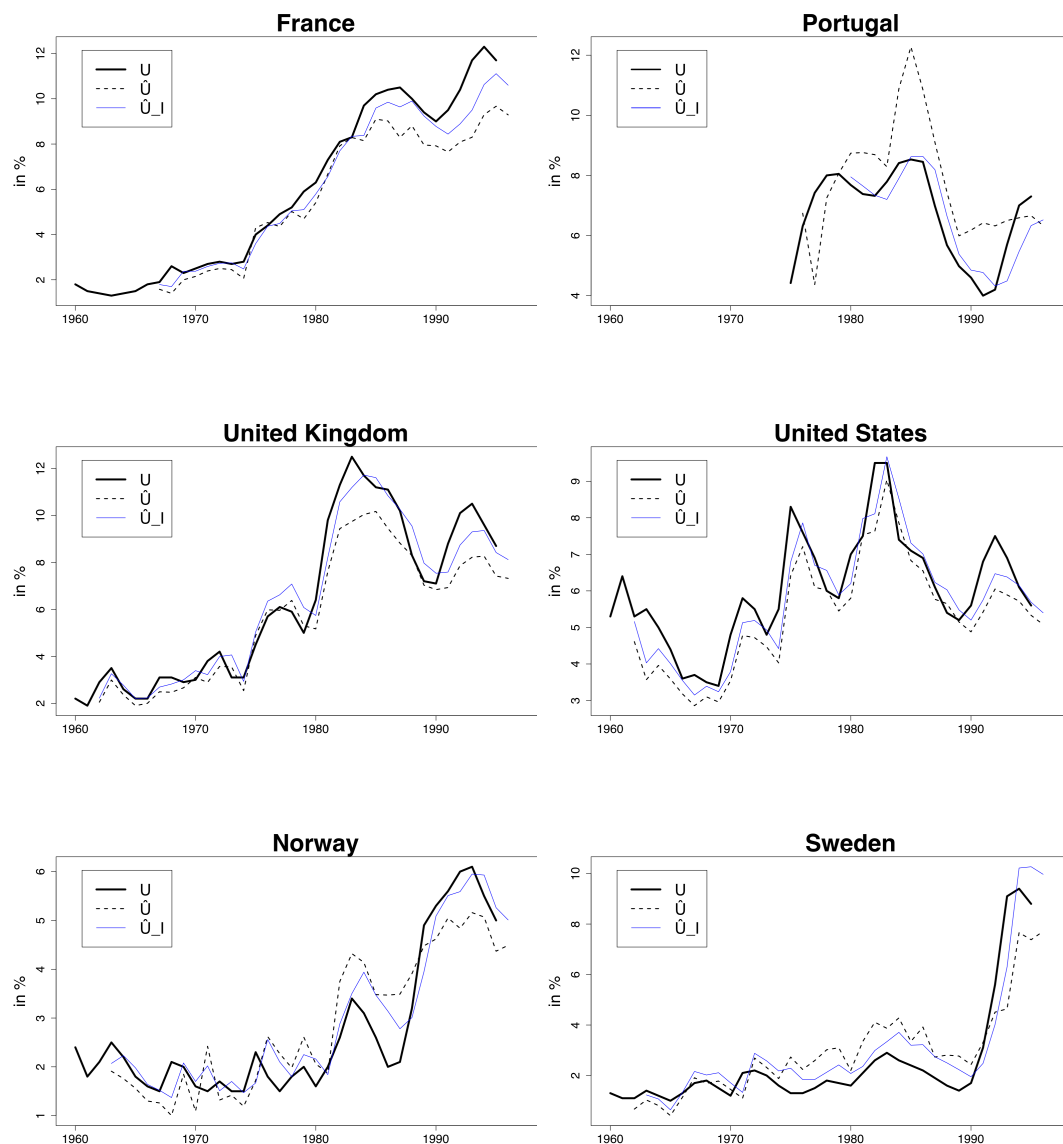 France
U
Û
Û_I
in %
2
4
6
8
10
12
1960
1970
1980
1990
Portugal
U
Û
Û_I
in %
4
6
8
10
12
1960
1970
1980
1990
United Kingdom
U
Û
Û_I
in %
2
4
6
8
10
12
1960
1970
1980
1990
United States
U
Û
Û_I
in %
3
4
5
6
7
8
9
1960
1970
1980
1990
Norway
U
Û
Û_I
in %
1
2
3
4
5
6
1960
1970
1980
1990
Sweden
U
Û
Û_I
in %
2
4
6
8
10
1960
1970
1980
1990